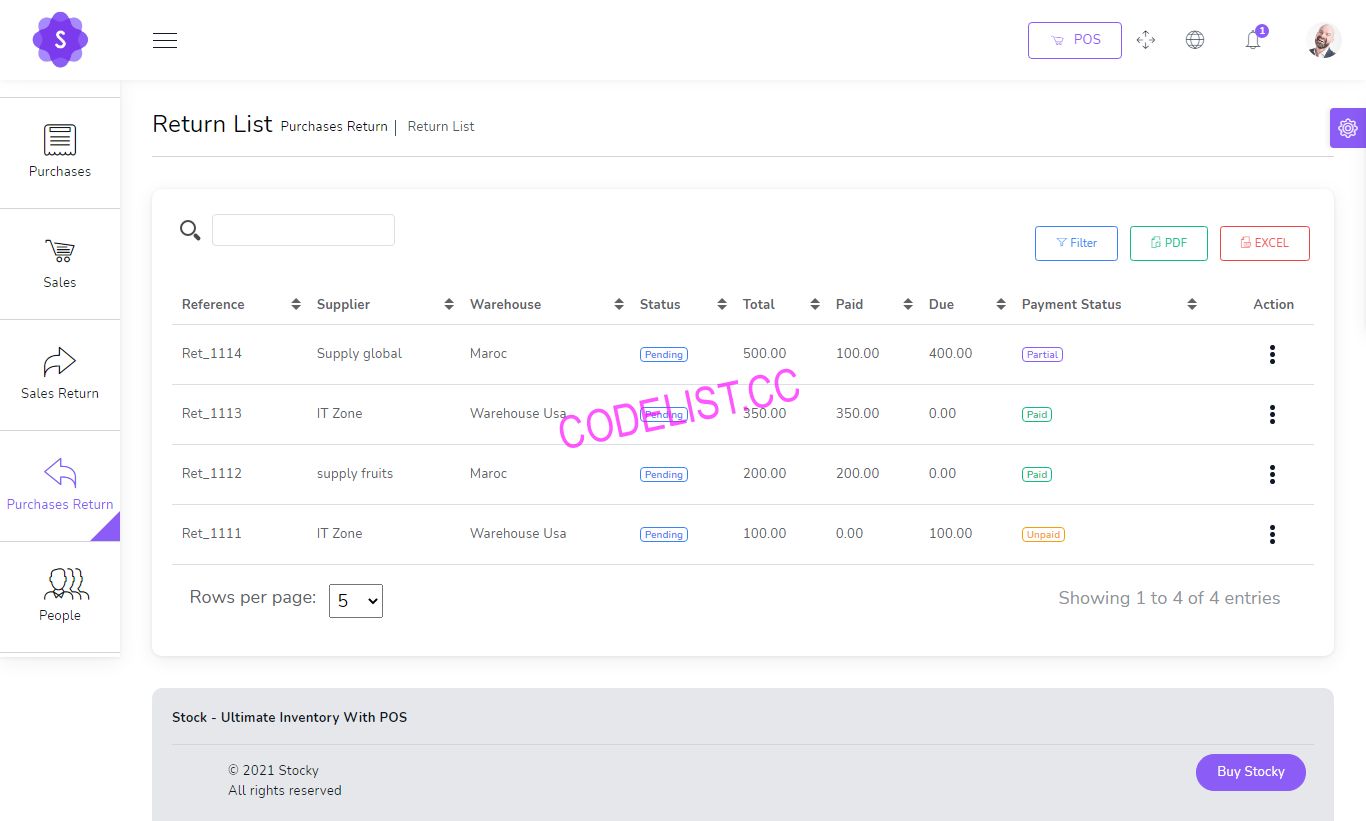 S
POS
1
Purchases
Sales
Sales Return
Purchases Return
People
Return List Purchases Return | Return List
Filter PDF EXCEL
Reference Supplier Warehouse Status Total Paid Due Payment Status Action
Ret_1114 Supply global Maroc Pending 500.00 100.00 400.00 Partial
Ret_1113 IT Zone Warehouse Usa Pending 350.00 350.00 0.00 Paid
CODELIST.CC
Ret_1112 supply fruits Maroc Pending 200.00 200.00 0.00 Paid
Ret_1111 IT Zone Warehouse Usa Pending 100.00 0.00 100.00 Unpaid
Rows per page: 5 Showing 1 to 4 of 4 entries
Stock - Ultimate Inventory With POS
© 2021 Stocky
All rights reserved
Buy Stocky